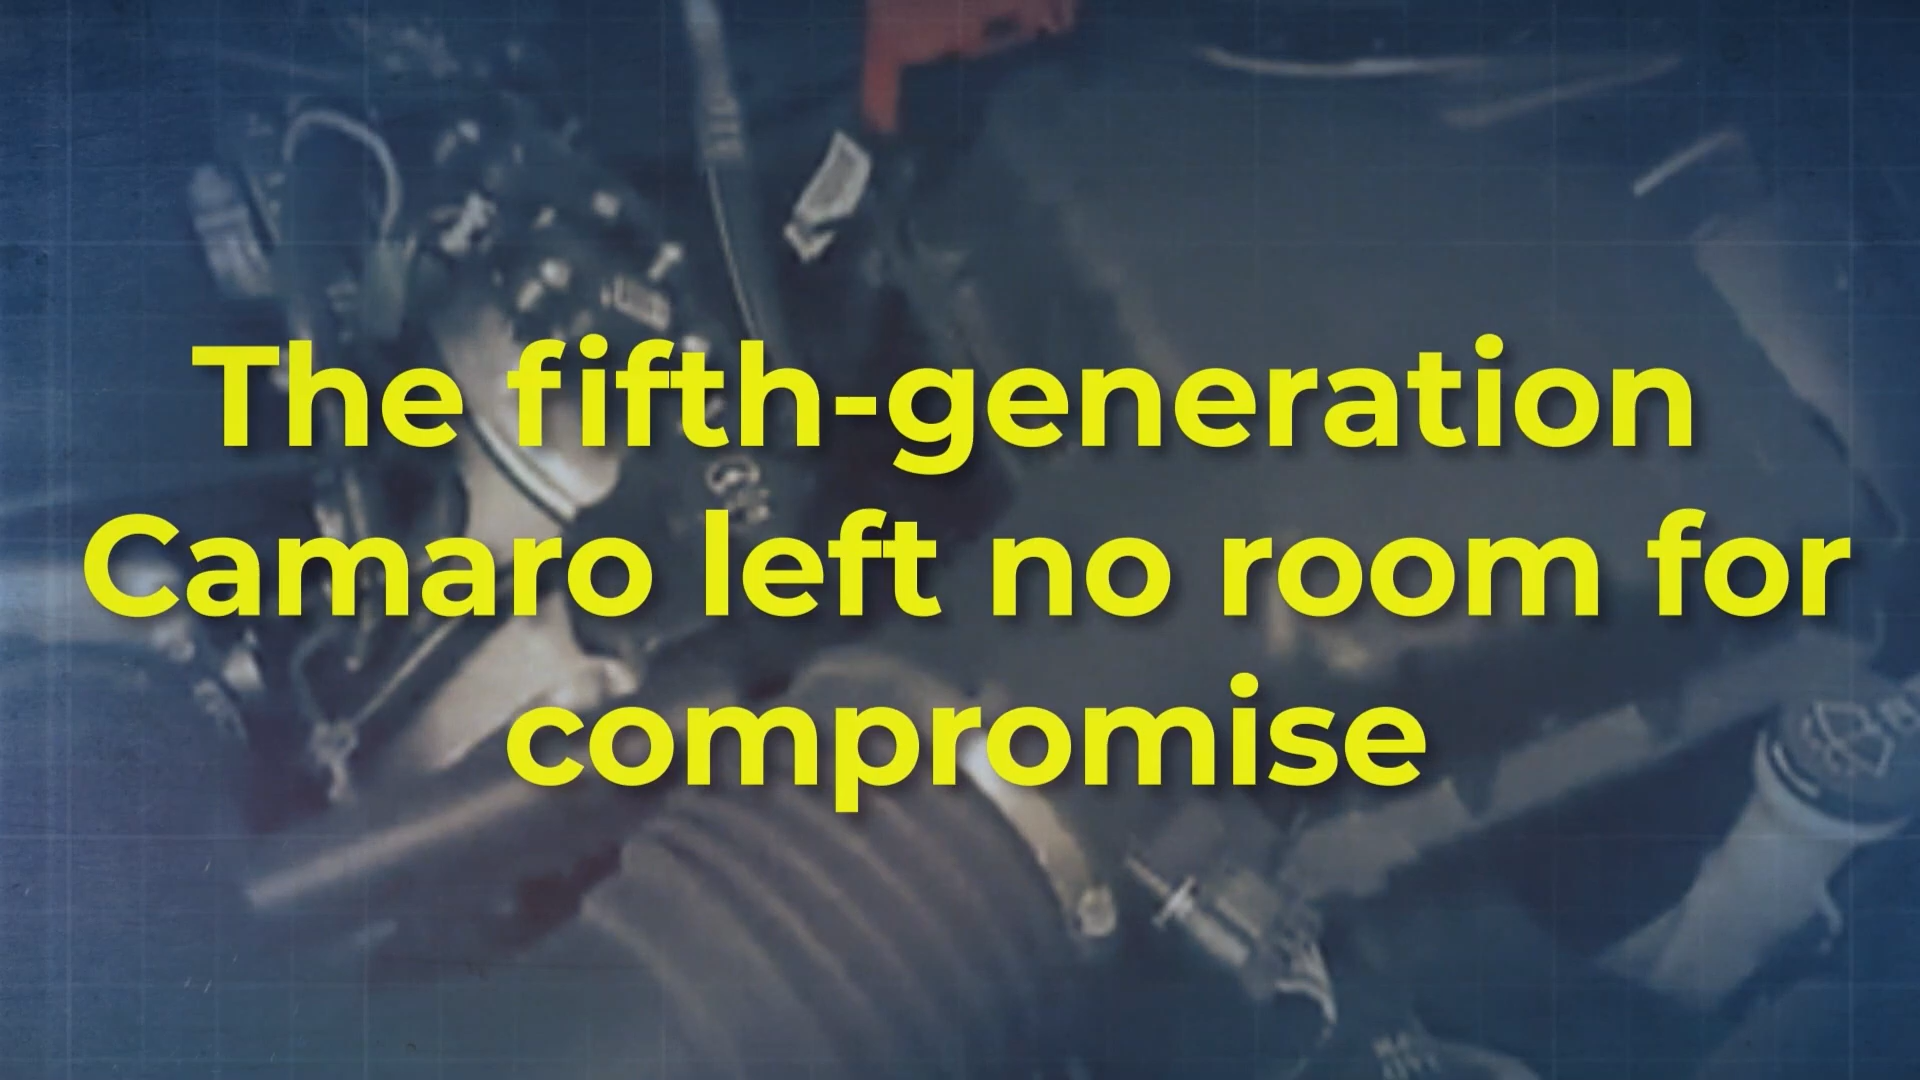 The fifth-generation
Camaro left no room for
compromise